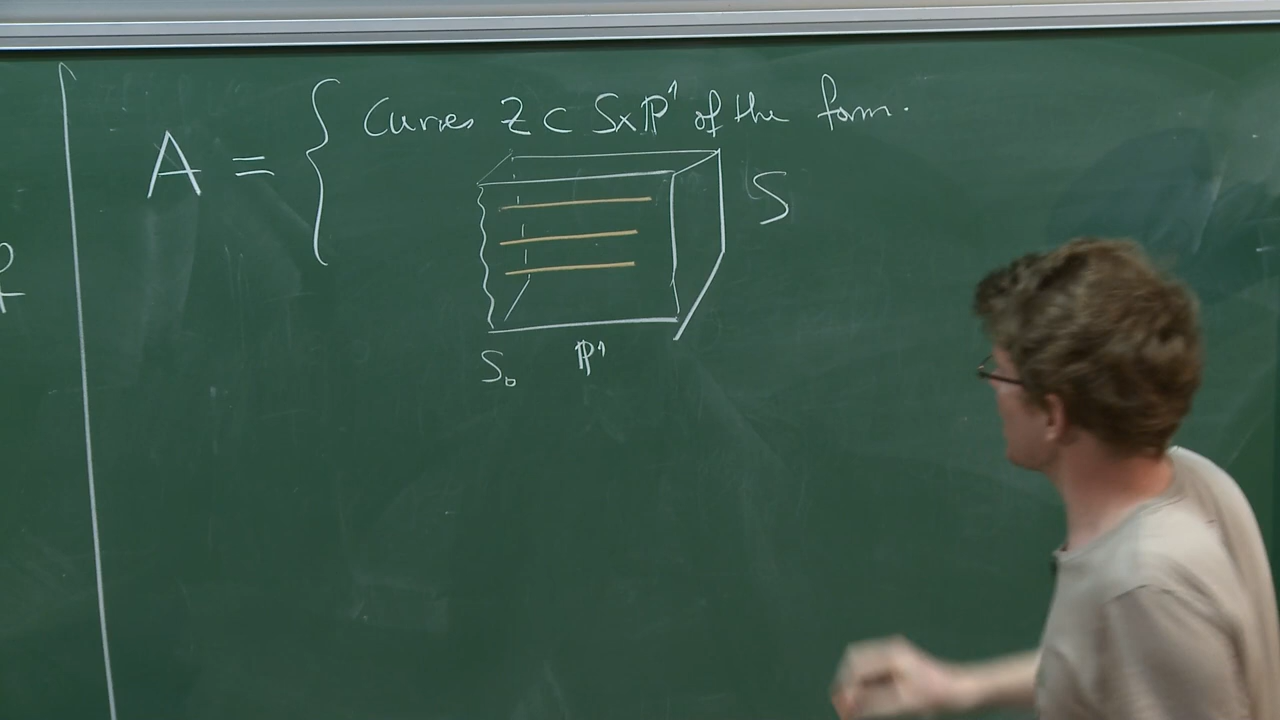 A = { Curves Z ⊂ S×ℙ¹ of the form.
S
S₀ ℙ¹